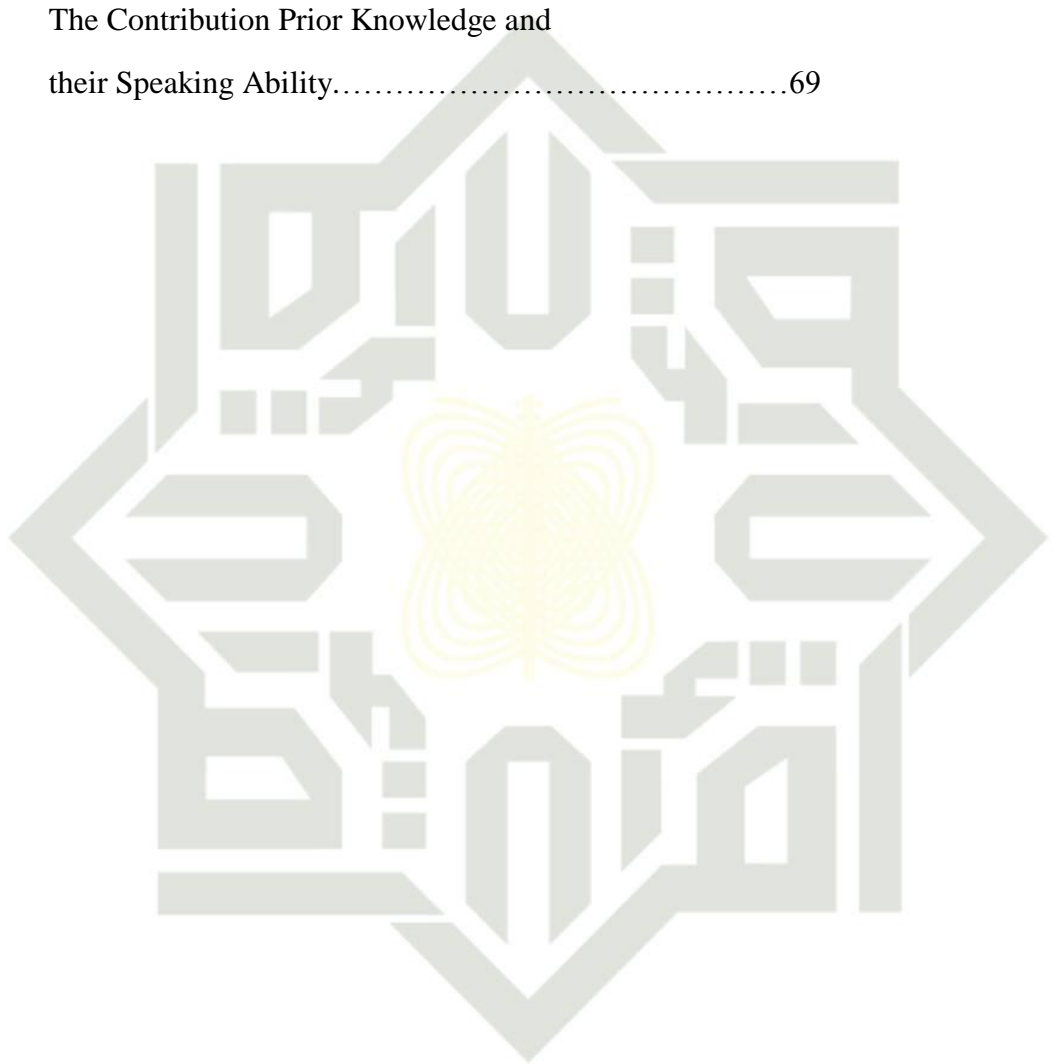 The Contribution Prior Knowledge and
their Speaking Ability………………………………………69